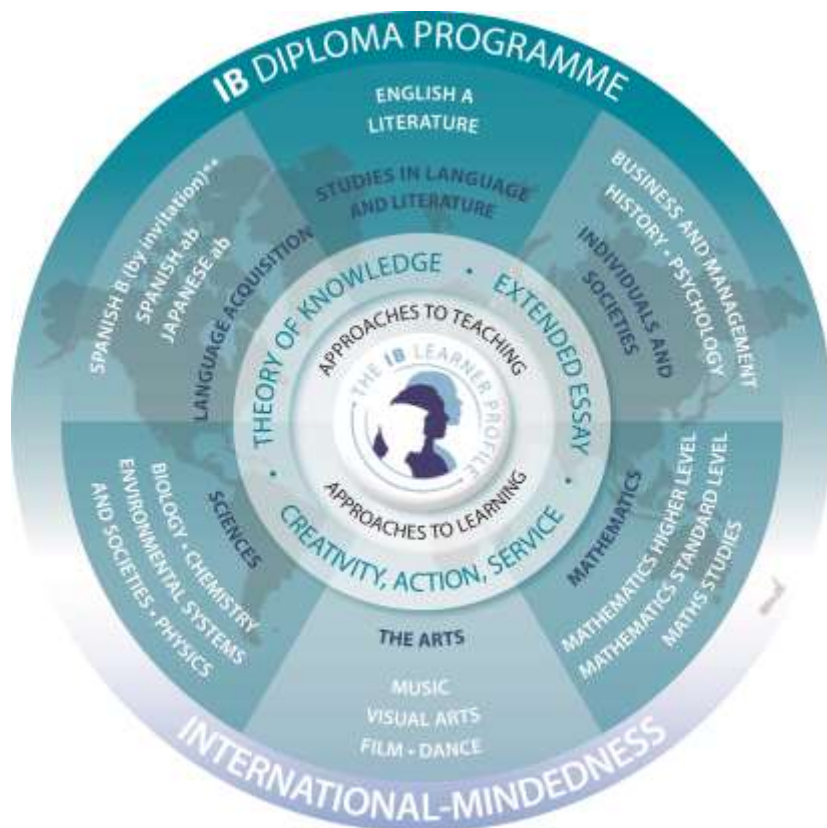 IB DIPLOMA PROGRAMME
ENGLISH A
LITERATURE
STUDIES IN LANGUAGE
AND LITERATURE
SPANISH B (by invitation)**
SPANISH ab
JAPANESE ab
LANGUAGE ACQUISITION
BUSINESS AND MANAGEMENT
HISTORY • PSYCHOLOGY
INDIVIDUALS AND
SOCIETIES
THEORY OF KNOWLEDGE • EXTENDED ESSAY •
CREATIVITY, ACTION, SERVICE •
APPROACHES TO TEACHING
THE IB LEARNER PROFILE
APPROACHES TO LEARNING
SCIENCES
BIOLOGY • CHEMISTRY
ENVIRONMENTAL SYSTEMS
AND SOCIETIES • PHYSICS
MATHEMATICS
MATHEMATICS HIGHER LEVEL
MATHEMATICS STANDARD LEVEL
MATHS STUDIES
THE ARTS
MUSIC
VISUAL ARTS
FILM • DANCE
INTERNATIONAL-MINDEDNESS